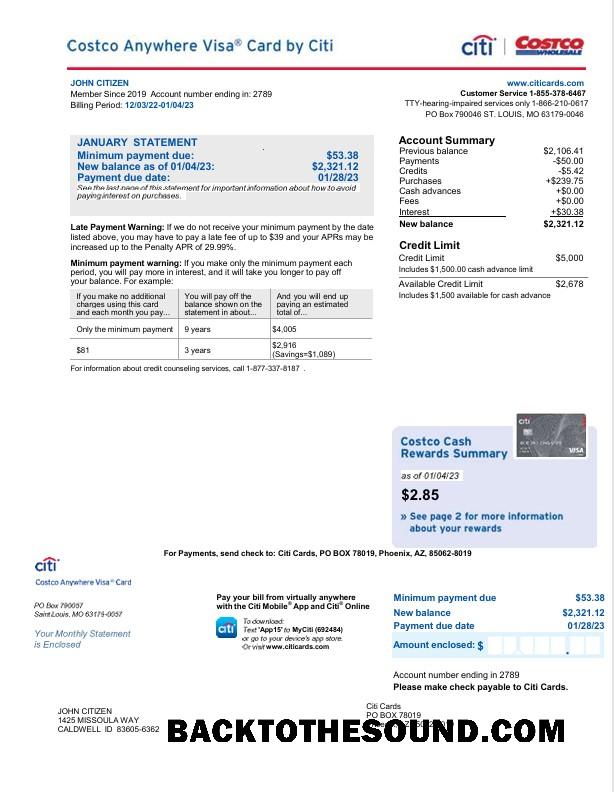 Costco Anywhere Visa® Card by Citi
citi
COSTCO
WHOLESALE
JOHN CITIZEN
Member Since 2019 Account number ending in: 2789
Billing Period: 12/03/22-01/04/23
www.citicards.com
Customer Service 1-855-378-6467
TTY-hearing-impaired services only 1-866-210-0617
PO Box 790046 ST. LOUIS, MO 63179-0046
JANUARY STATEMENT
Minimum payment due: $53.38
New balance as of 01/04/23: $2,321.12
Payment due date: 01/28/23
See the last page of this statement for important information about how to avoid
paying interest on purchases.
Late Payment Warning: If we do not receive your minimum payment by the date
listed above, you may have to pay a late fee of up to $39 and your APRs may be
increased up to the Penalty APR of 29.99%.
Minimum payment warning: If you make only the minimum payment each
period, you will pay more in interest, and it will take you longer to pay off
your balance. For example:
If you make no additional
charges using this card
and each month you pay...
You will pay off the
balance shown on the
statement in about...
And you will end up
paying an estimated
total of...
Only the minimum payment 9 years $4,005
$81 3 years $2,916
(Savings=$1,089)
For information about credit counseling services, call 1-877-337-8187 .
Account Summary
Previous balance $2,106.41
Payments -$50.00
Credits -$5.42
Purchases +$239.75
Cash advances +$0.00
Fees +$0.00
Interest +$30.38
New balance $2,321.12
Credit Limit
Credit Limit $5,000
Includes $1,500.00 cash advance limit
Available Credit Limit $2,678
Includes $1,500 available for cash advance
Costco Cash
Rewards Summary
citi
VISA
as of 01/04/23
$2.85
» See page 2 for more information
about your rewards
For Payments, send check to: Citi Cards, PO BOX 78019, Phoenix, AZ, 85062-8019
citi
Costco Anywhere Visa® Card
PO Box 790057
Saint Louis, MO 63179-0057
Your Monthly Statement
is Enclosed
Pay your bill from virtually anywhere
with the Citi Mobile® App and Citi® Online
citi
To download:
Text 'App15' to MyCiti (692484)
or go to your device's app store.
Or visit www.citicards.com
Minimum payment due $53.38
New balance $2,321.12
Payment due date 01/28/23
Amount enclosed: $ .
Account number ending in 2789
Please make check payable to Citi Cards.
JOHN CITIZEN
1425 MISSOULA WAY
CALDWELL ID 83605-6362
Citi Cards
PO BOX 78019
BACKTOTHESOUND.COM